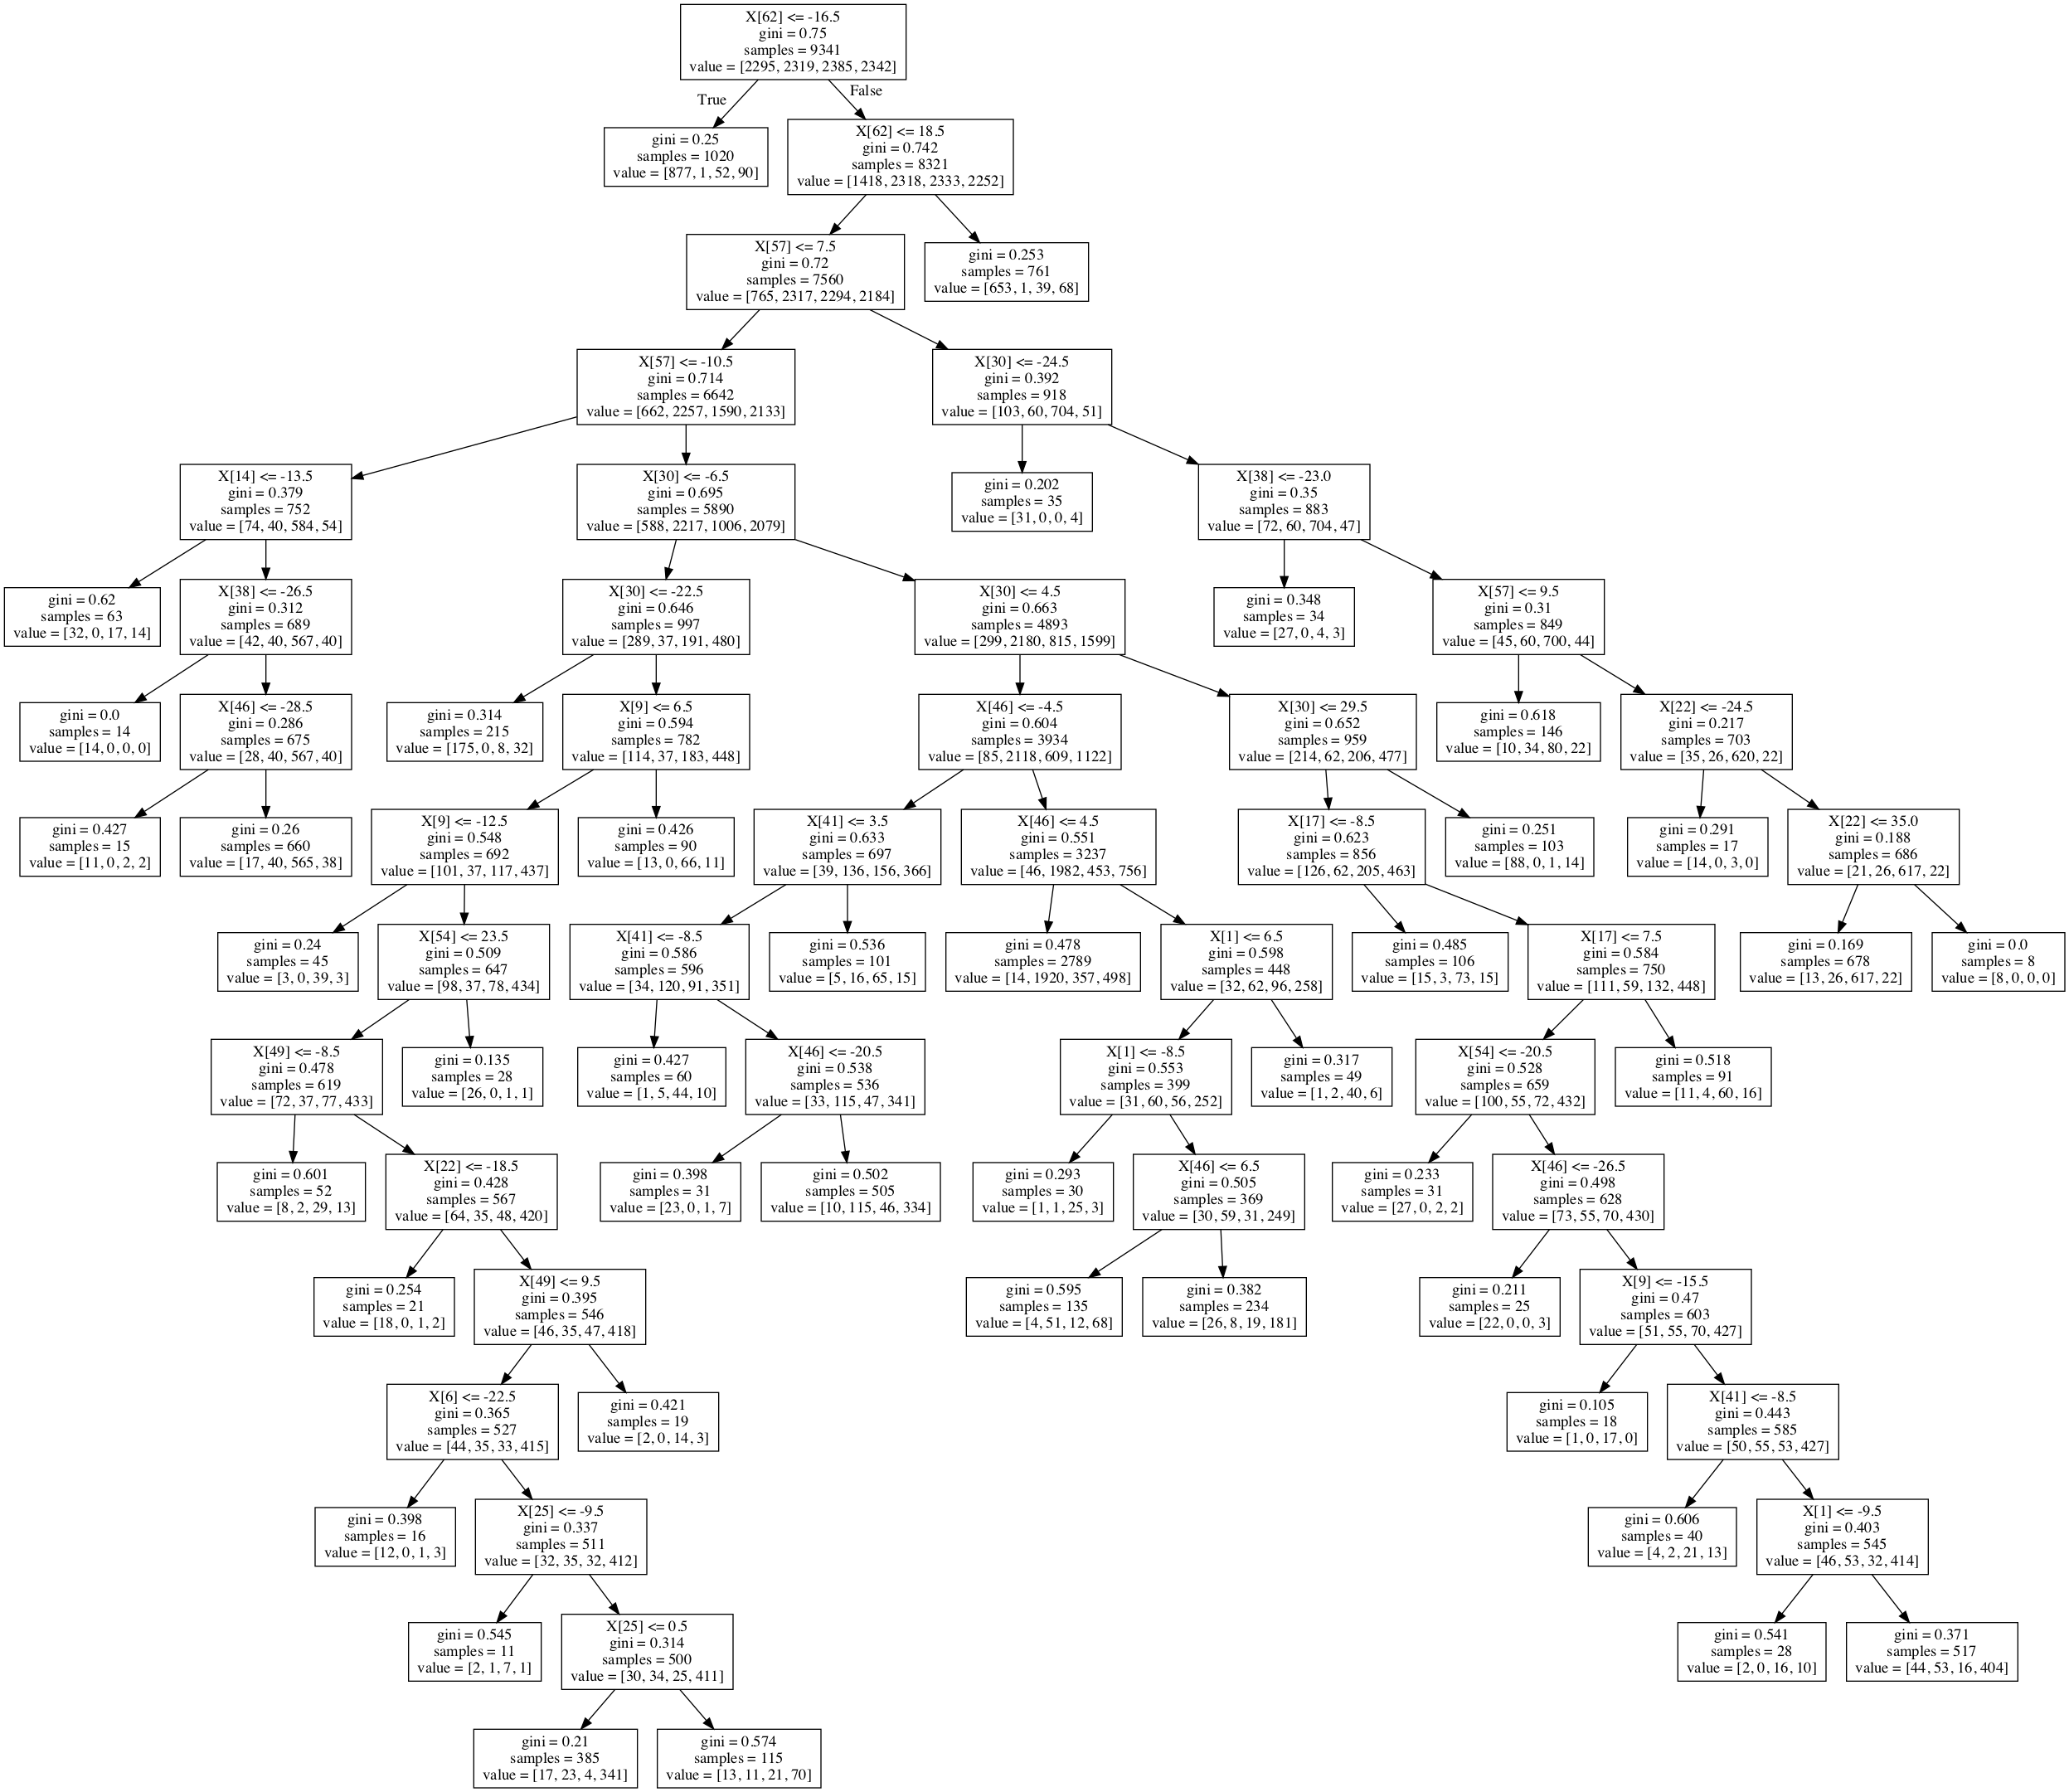 X[62] <= -16.5
gini = 0.75
samples = 9341
value = [2295, 2319, 2385, 2342]
True
False
gini = 0.25
samples = 1020
value = [877, 1, 52, 90]
X[62] <= 18.5
gini = 0.742
samples = 8321
value = [1418, 2318, 2333, 2252]
X[57] <= 7.5
gini = 0.72
samples = 7560
value = [765, 2317, 2294, 2184]
gini = 0.253
samples = 761
value = [653, 1, 39, 68]
X[57] <= -10.5
gini = 0.714
samples = 6642
value = [662, 2257, 1590, 2133]
X[30] <= -24.5
gini = 0.392
samples = 918
value = [103, 60, 704, 51]
X[14] <= -13.5
gini = 0.379
samples = 752
value = [74, 40, 584, 54]
X[30] <= -6.5
gini = 0.695
samples = 5890
value = [588, 2217, 1006, 2079]
gini = 0.202
samples = 35
value = [31, 0, 0, 4]
X[38] <= -23.0
gini = 0.35
samples = 883
value = [72, 60, 704, 47]
gini = 0.62
samples = 63
value = [32, 0, 17, 14]
X[38] <= -26.5
gini = 0.312
samples = 689
value = [42, 40, 567, 40]
X[30] <= -22.5
gini = 0.646
samples = 997
value = [289, 37, 191, 480]
X[30] <= 4.5
gini = 0.663
samples = 4893
value = [299, 2180, 815, 1599]
gini = 0.348
samples = 34
value = [27, 0, 4, 3]
X[57] <= 9.5
gini = 0.31
samples = 849
value = [45, 60, 700, 44]
gini = 0.0
samples = 14
value = [14, 0, 0, 0]
X[46] <= -28.5
gini = 0.286
samples = 675
value = [28, 40, 567, 40]
gini = 0.314
samples = 215
value = [175, 0, 8, 32]
X[9] <= 6.5
gini = 0.594
samples = 782
value = [114, 37, 183, 448]
X[46] <= -4.5
gini = 0.604
samples = 3934
value = [85, 2118, 609, 1122]
X[30] <= 29.5
gini = 0.652
samples = 959
value = [214, 62, 206, 477]
gini = 0.618
samples = 146
value = [10, 34, 80, 22]
X[22] <= -24.5
gini = 0.217
samples = 703
value = [35, 26, 620, 22]
gini = 0.427
samples = 15
value = [11, 0, 2, 2]
gini = 0.26
samples = 660
value = [17, 40, 565, 38]
X[9] <= -12.5
gini = 0.548
samples = 692
value = [101, 37, 117, 437]
gini = 0.426
samples = 90
value = [13, 0, 66, 11]
X[41] <= 3.5
gini = 0.633
samples = 697
value = [39, 136, 156, 366]
X[46] <= 4.5
gini = 0.551
samples = 3237
value = [46, 1982, 453, 756]
X[17] <= -8.5
gini = 0.623
samples = 856
value = [126, 62, 205, 463]
gini = 0.251
samples = 103
value = [88, 0, 1, 14]
gini = 0.291
samples = 17
value = [14, 0, 3, 0]
X[22] <= 35.0
gini = 0.188
samples = 686
value = [21, 26, 617, 22]
gini = 0.24
samples = 45
value = [3, 0, 39, 3]
X[54] <= 23.5
gini = 0.509
samples = 647
value = [98, 37, 78, 434]
X[41] <= -8.5
gini = 0.586
samples = 596
value = [34, 120, 91, 351]
gini = 0.536
samples = 101
value = [5, 16, 65, 15]
gini = 0.478
samples = 2789
value = [14, 1920, 357, 498]
X[1] <= 6.5
gini = 0.598
samples = 448
value = [32, 62, 96, 258]
gini = 0.485
samples = 106
value = [15, 3, 73, 15]
X[17] <= 7.5
gini = 0.584
samples = 750
value = [111, 59, 132, 448]
gini = 0.169
samples = 678
value = [13, 26, 617, 22]
gini = 0.0
samples = 8
value = [8, 0, 0, 0]
X[49] <= -8.5
gini = 0.478
samples = 619
value = [72, 37, 77, 433]
gini = 0.135
samples = 28
value = [26, 0, 1, 1]
gini = 0.427
samples = 60
value = [1, 5, 44, 10]
X[46] <= -20.5
gini = 0.538
samples = 536
value = [33, 115, 47, 341]
X[1] <= -8.5
gini = 0.553
samples = 399
value = [31, 60, 56, 252]
gini = 0.317
samples = 49
value = [1, 2, 40, 6]
X[54] <= -20.5
gini = 0.528
samples = 659
value = [100, 55, 72, 432]
gini = 0.518
samples = 91
value = [11, 4, 60, 16]
gini = 0.601
samples = 52
value = [8, 2, 29, 13]
X[22] <= -18.5
gini = 0.428
samples = 567
value = [64, 35, 48, 420]
gini = 0.398
samples = 31
value = [23, 0, 1, 7]
gini = 0.502
samples = 505
value = [10, 115, 46, 334]
gini = 0.293
samples = 30
value = [1, 1, 25, 3]
X[46] <= 6.5
gini = 0.505
samples = 369
value = [30, 59, 31, 249]
gini = 0.233
samples = 31
value = [27, 0, 2, 2]
X[46] <= -26.5
gini = 0.498
samples = 628
value = [73, 55, 70, 430]
gini = 0.254
samples = 21
value = [18, 0, 1, 2]
X[49] <= 9.5
gini = 0.395
samples = 546
value = [46, 35, 47, 418]
gini = 0.595
samples = 135
value = [4, 51, 12, 68]
gini = 0.382
samples = 234
value = [26, 8, 19, 181]
gini = 0.211
samples = 25
value = [22, 0, 0, 3]
X[9] <= -15.5
gini = 0.47
samples = 603
value = [51, 55, 70, 427]
X[6] <= -22.5
gini = 0.365
samples = 527
value = [44, 35, 33, 415]
gini = 0.421
samples = 19
value = [2, 0, 14, 3]
gini = 0.105
samples = 18
value = [1, 0, 17, 0]
X[41] <= -8.5
gini = 0.443
samples = 585
value = [50, 55, 53, 427]
gini = 0.398
samples = 16
value = [12, 0, 1, 3]
X[25] <= -9.5
gini = 0.337
samples = 511
value = [32, 35, 32, 412]
gini = 0.606
samples = 40
value = [4, 2, 21, 13]
X[1] <= -9.5
gini = 0.403
samples = 545
value = [46, 53, 32, 414]
gini = 0.545
samples = 11
value = [2, 1, 7, 1]
X[25] <= 0.5
gini = 0.314
samples = 500
value = [30, 34, 25, 411]
gini = 0.541
samples = 28
value = [2, 0, 16, 10]
gini = 0.371
samples = 517
value = [44, 53, 16, 404]
gini = 0.21
samples = 385
value = [17, 23, 4, 341]
gini = 0.574
samples = 115
value = [13, 11, 21, 70]